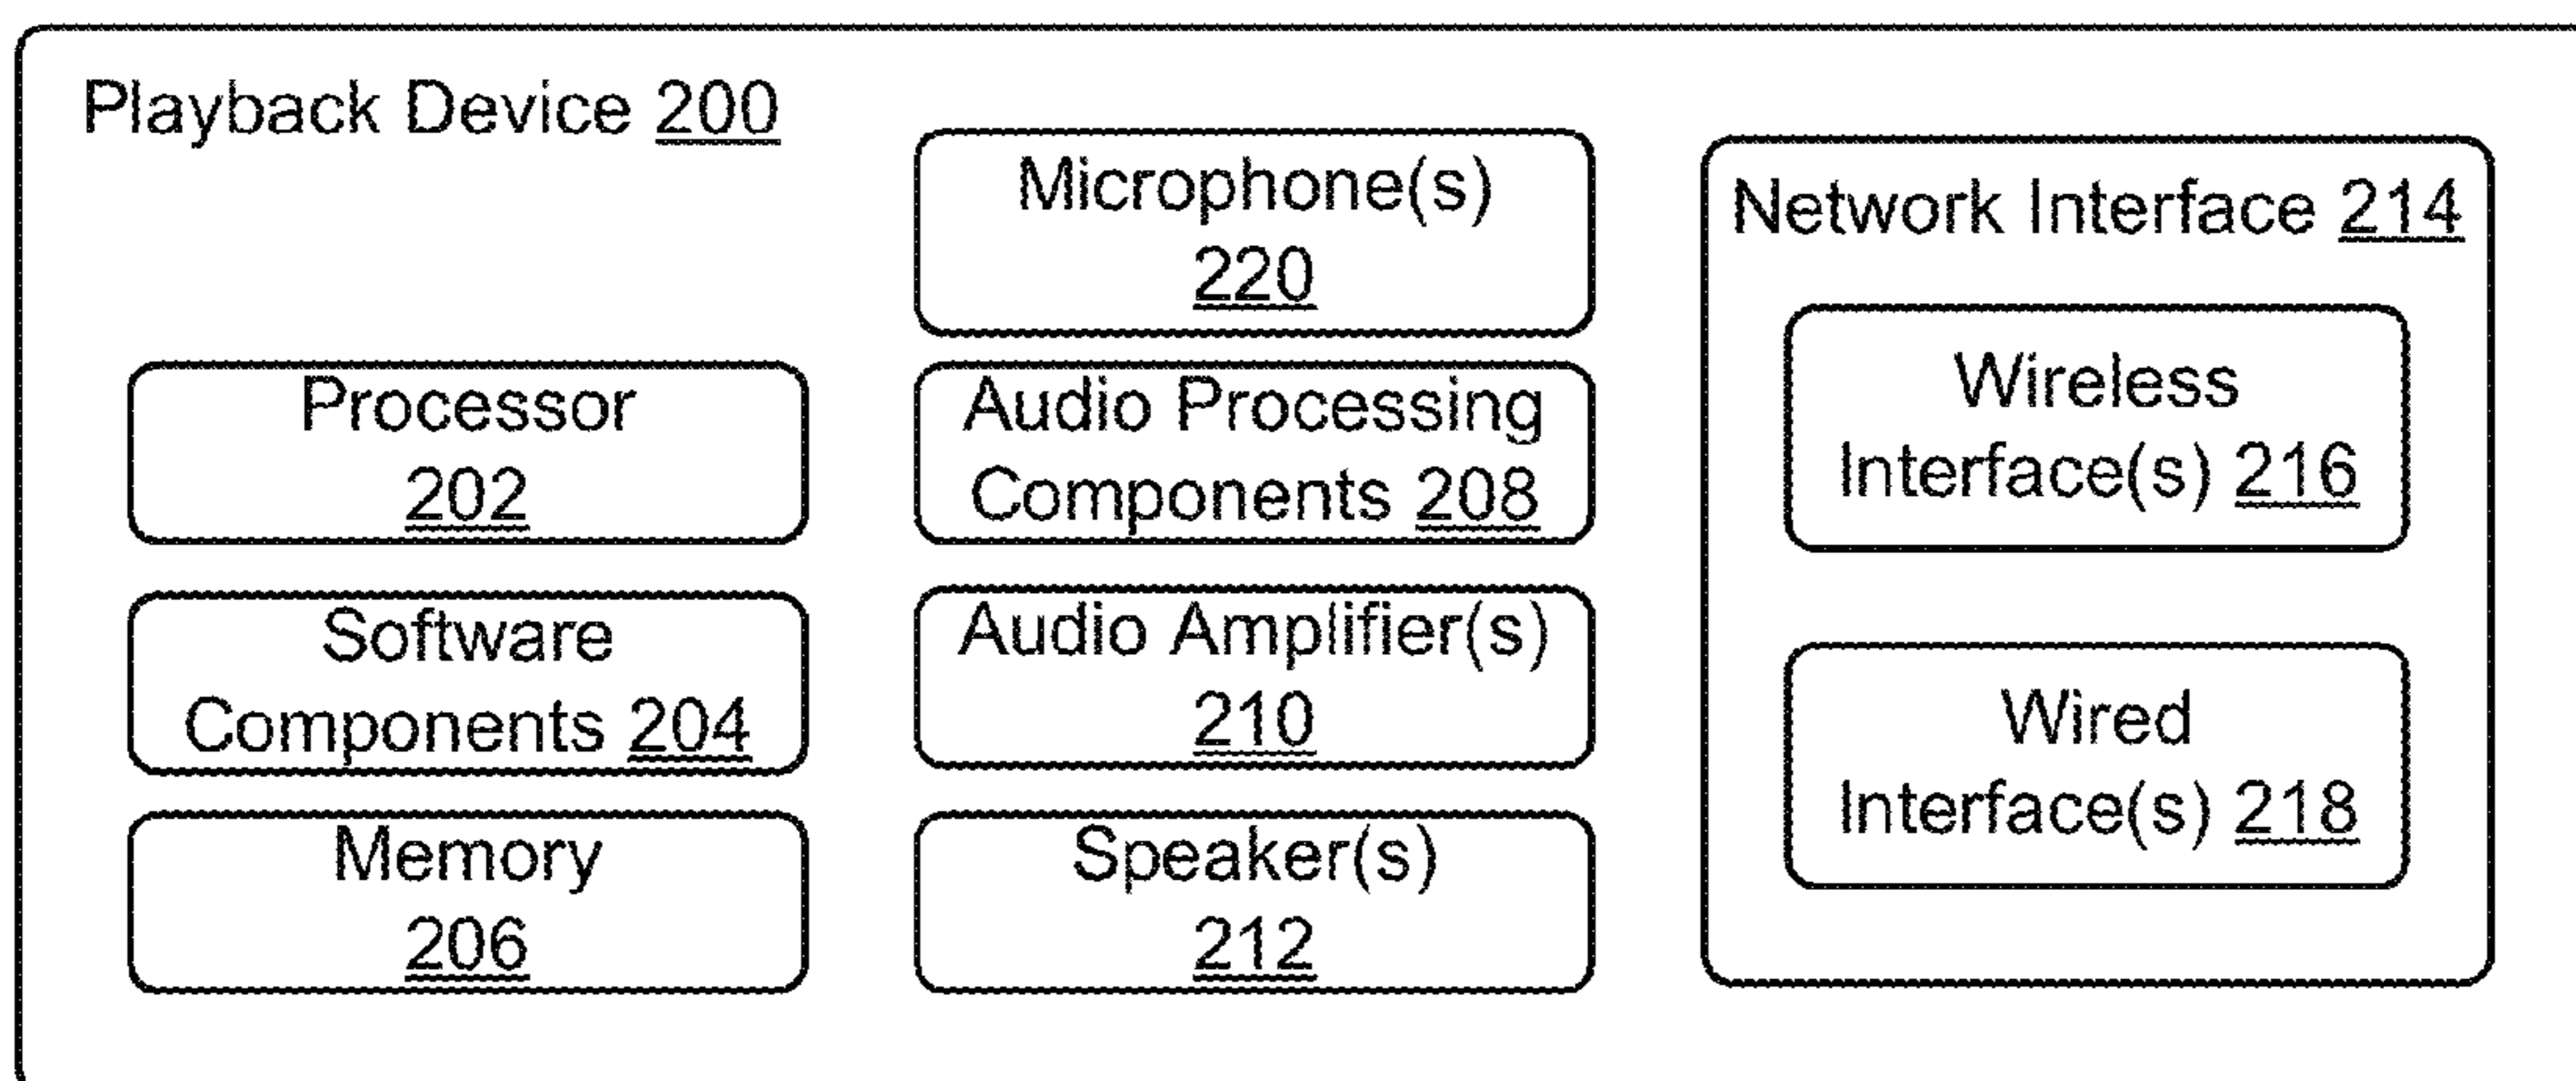 Playback Device 200
Microphone(s)
220
Network Interface 214
Processor
202
Audio Processing
Components 208
Wireless
Interface(s) 216
Software
Components 204
Audio Amplifier(s)
210
Wired
Interface(s) 218
Memory
206
Speaker(s)
212